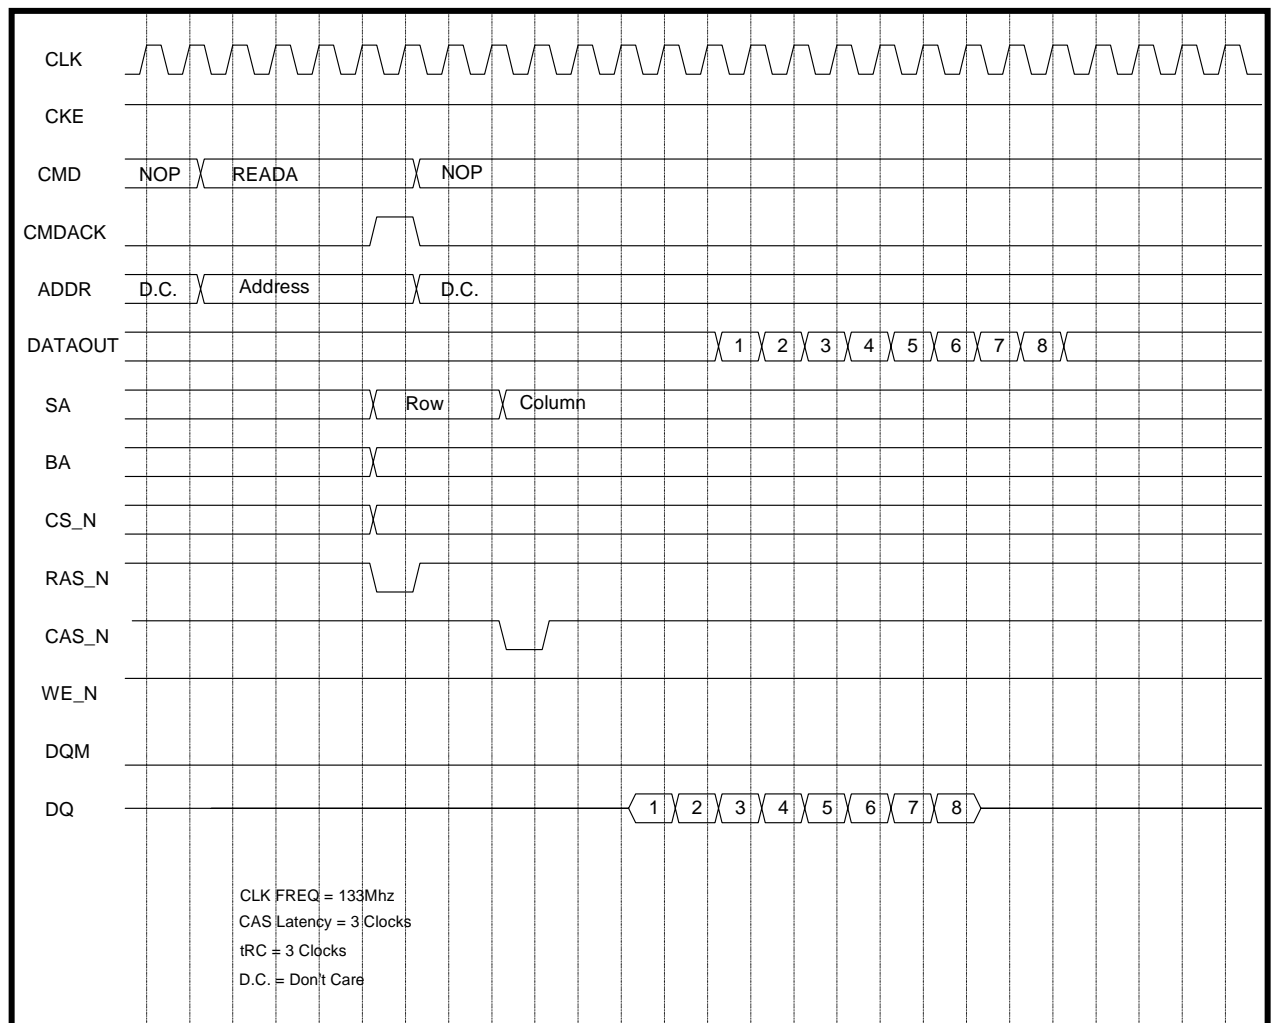 CLK
CKE
CMD NOP READA NOP
CMDACK
ADDR D.C. Address D.C.
DATAOUT 1 2 3 4 5 6 7 8
SA Row Column
BA
CS_N
RAS_N
CAS_N
WE_N
DQM
DQ 1 2 3 4 5 6 7 8
CLK FREQ = 133Mhz
CAS Latency = 3 Clocks
tRC = 3 Clocks
D.C. = Don't Care